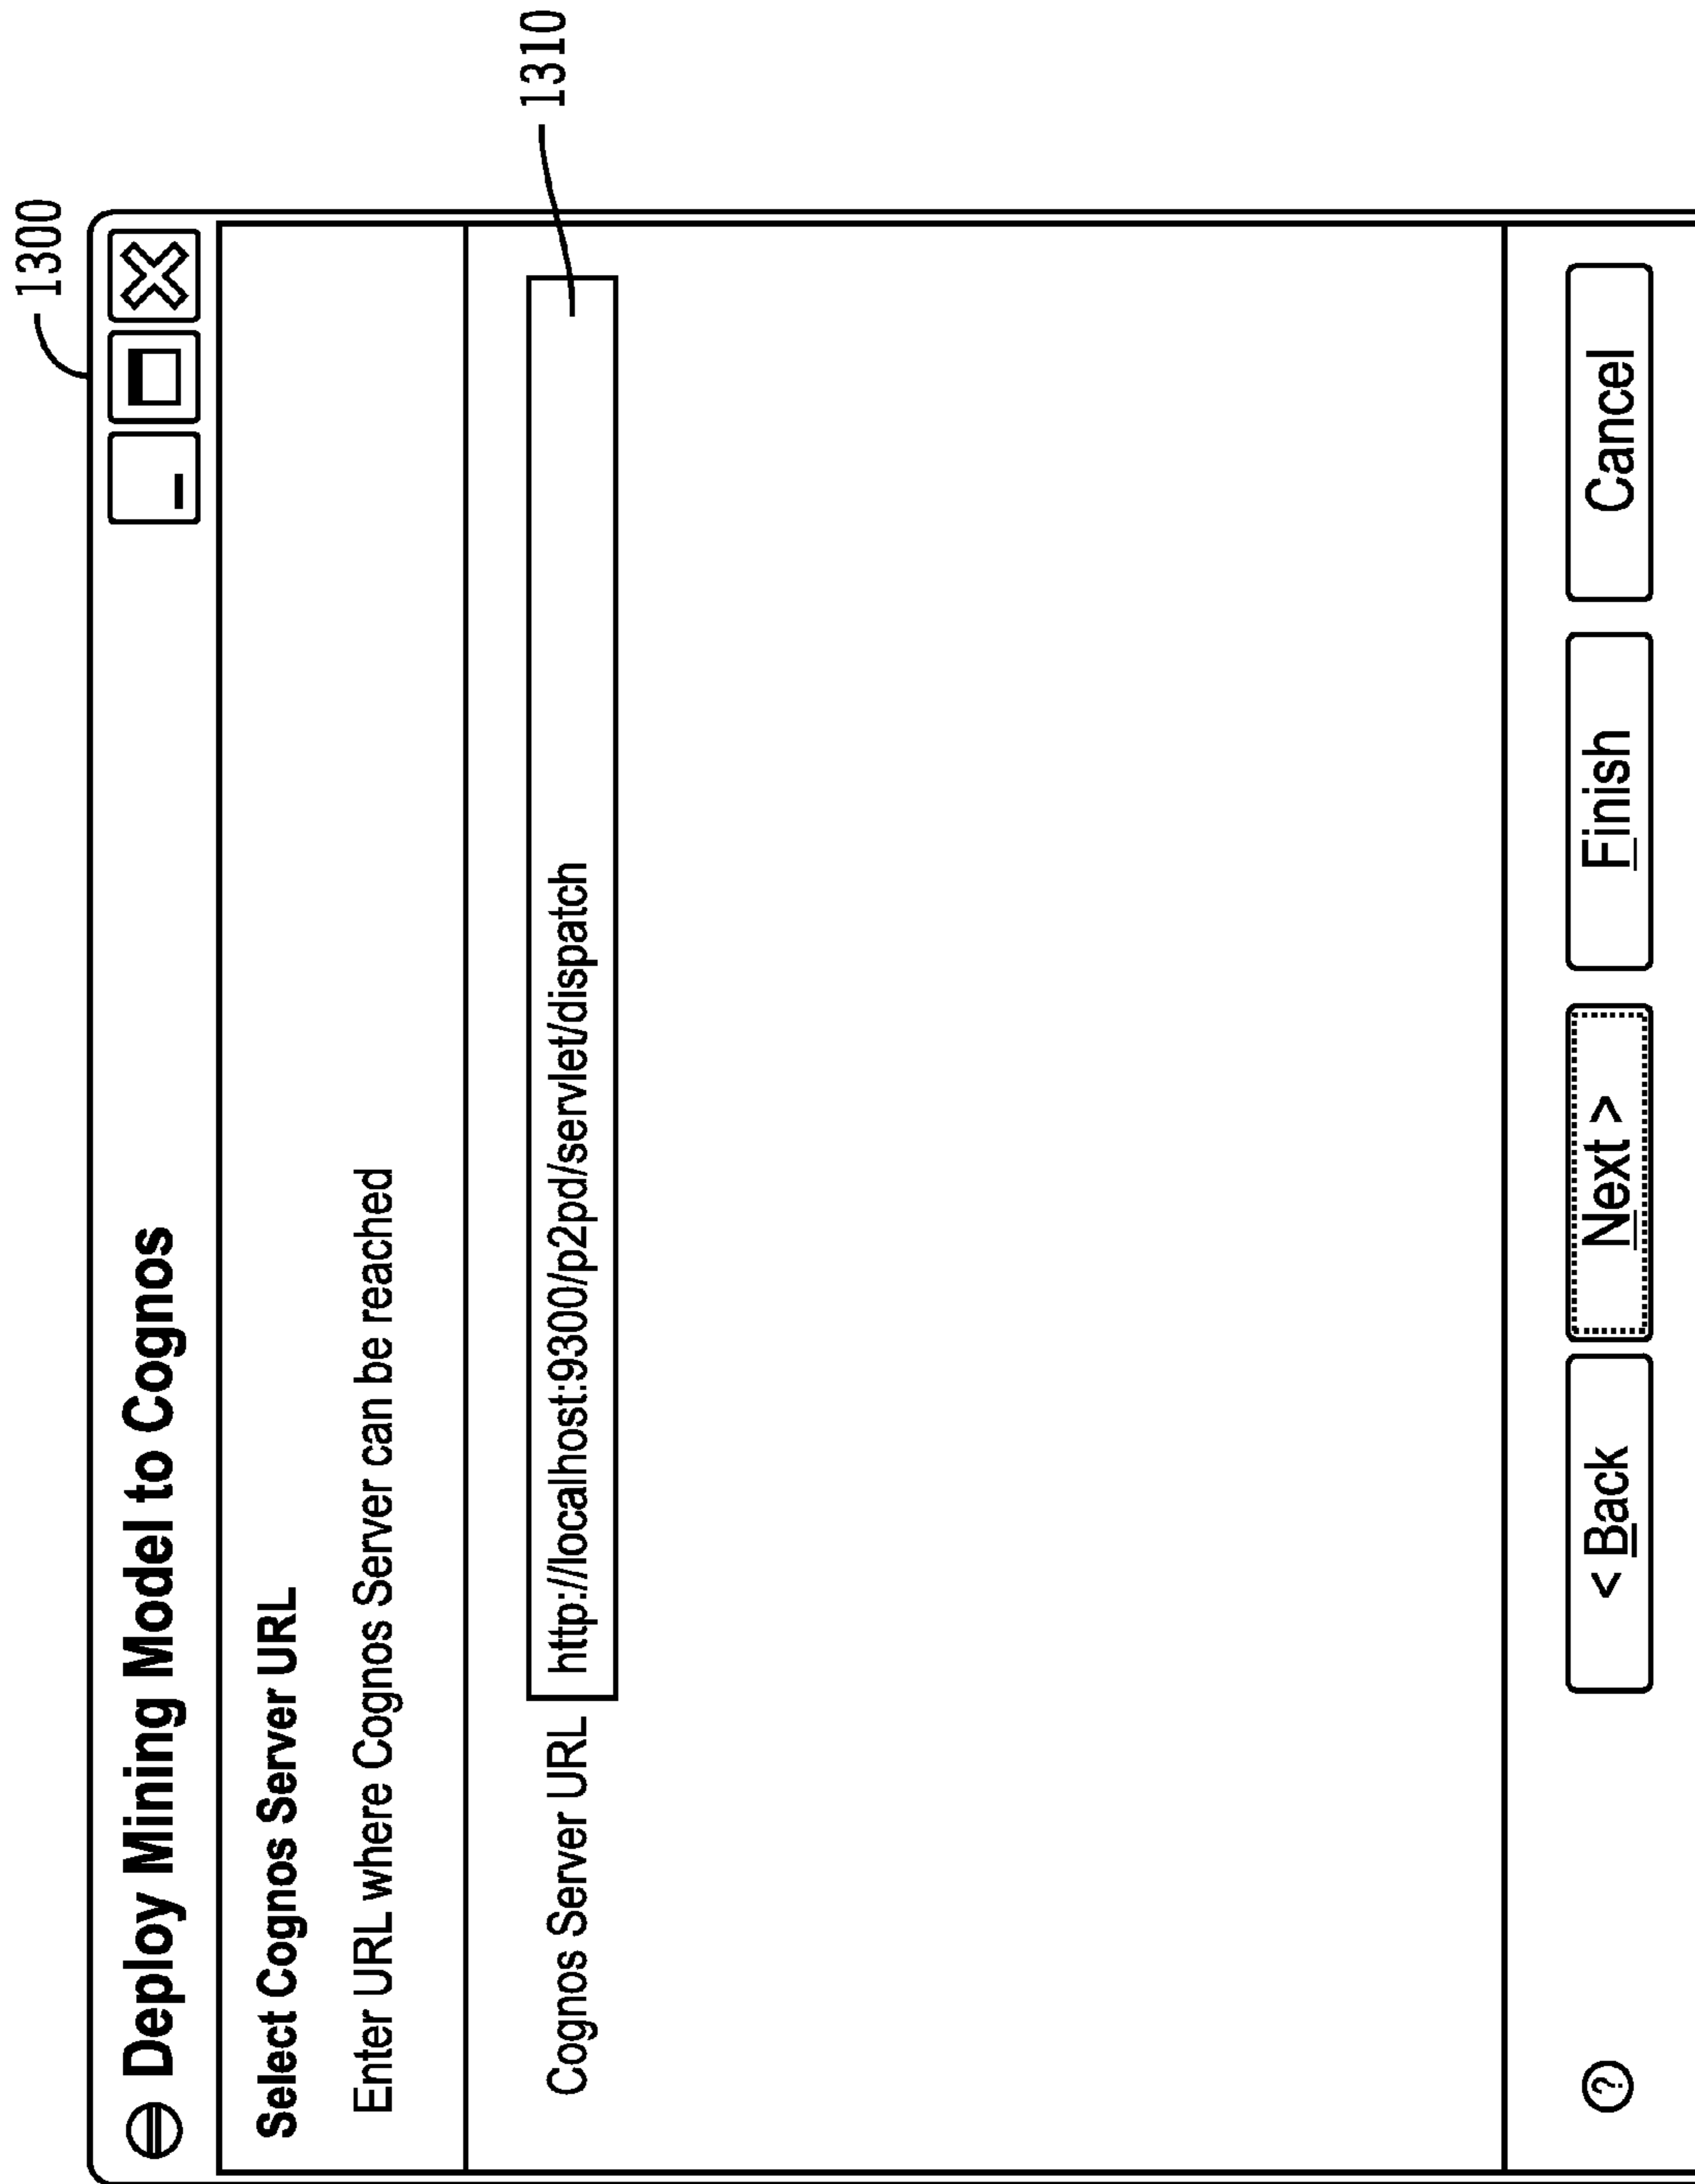 1300
Deploy Mining Model to Cognos
Select Cognos Server URL
Enter URL where Cognos Server can be reached
Cognos Server URL http://localhost:9300/p2pd/servlet/dispatch
1310
? < Back Next > Finish Cancel